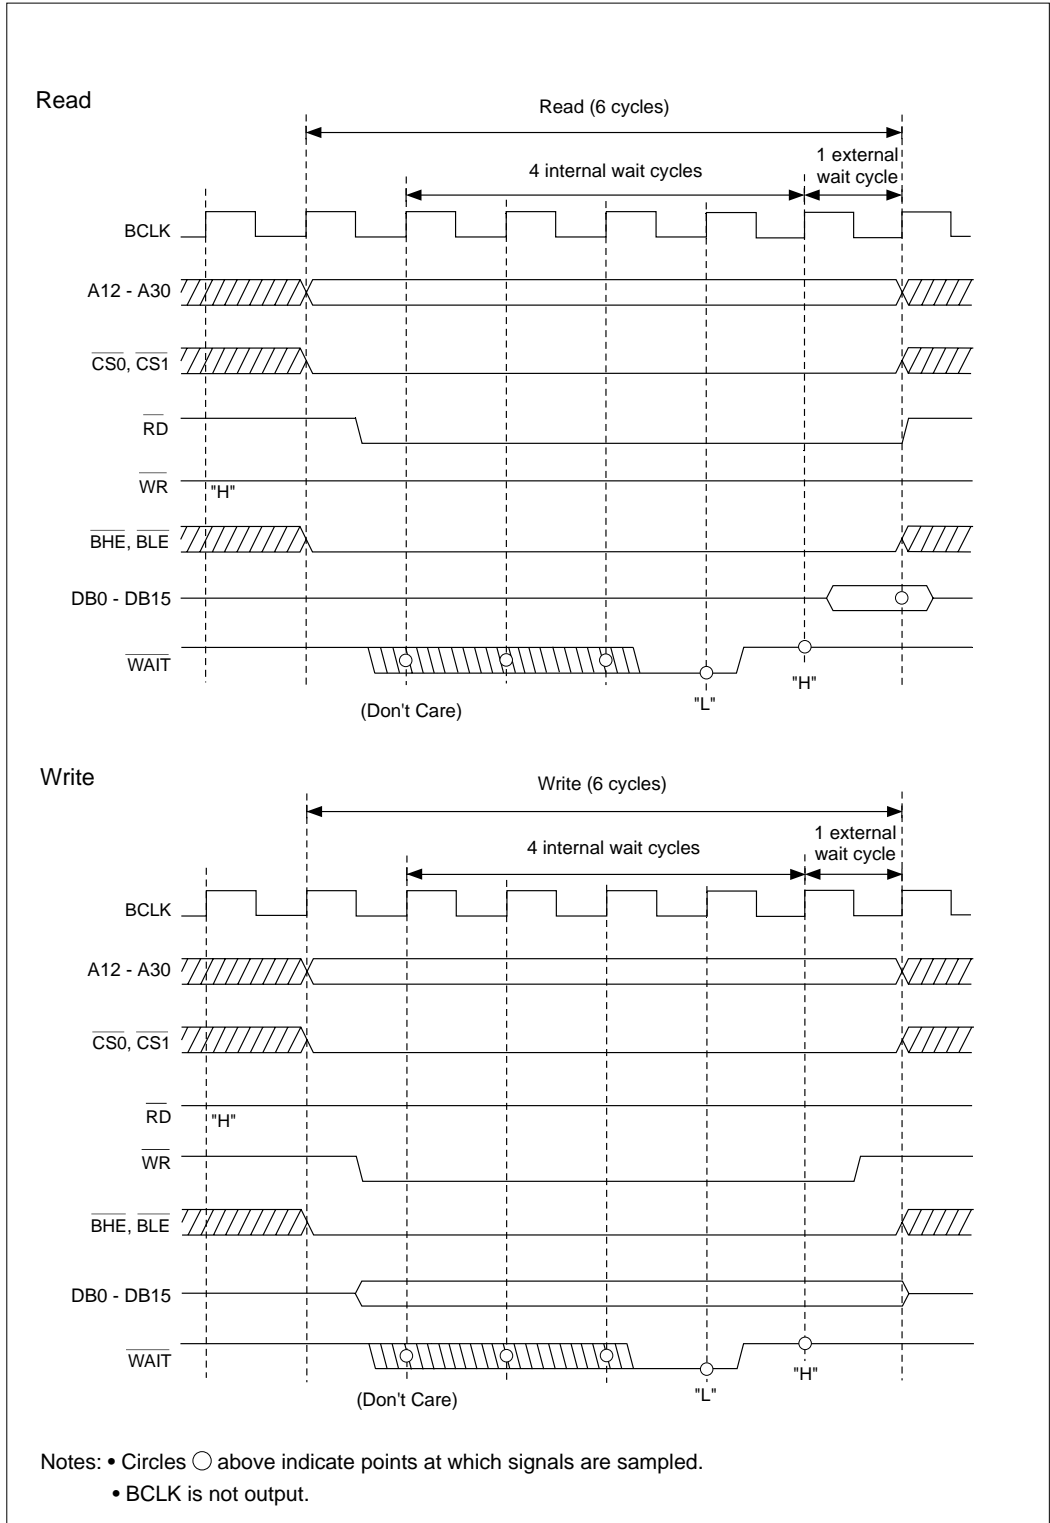 Read
Read (6 cycles)
1 external
wait cycle
4 internal wait cycles
BCLK
A12 - A30
CS0, CS1
RD
WR
"H"
BHE, BLE
DB0 - DB15
WAIT
"H"
"L"
(Don't Care)
Write
Write (6 cycles)
1 external
wait cycle
4 internal wait cycles
BCLK
A12 - A30
CS0, CS1
RD
"H"
WR
BHE, BLE
DB0 - DB15
WAIT
"H"
"L"
(Don't Care)
Notes: • Circles ○ above indicate points at which signals are sampled.
• BCLK is not output.